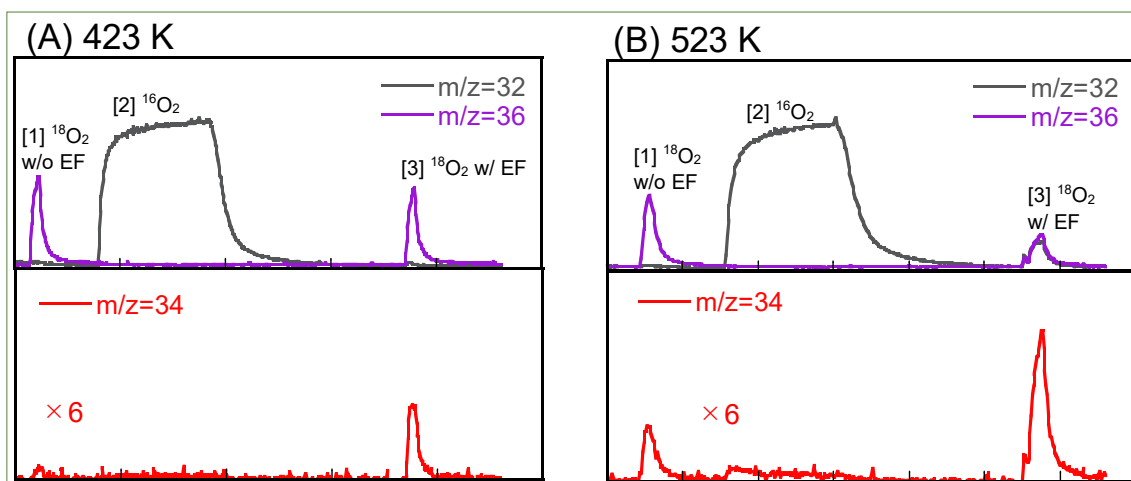 (A) 423 K
m/z=32
m/z=36
[2] ¹⁶O₂
[1] ¹⁸O₂
w/o EF
[3] ¹⁸O₂ w/ EF
m/z=34
×6
(B) 523 K
m/z=32
m/z=36
[2] ¹⁶O₂
[1] ¹⁸O₂
w/o EF
[3] ¹⁸O₂
w/ EF
m/z=34
×6